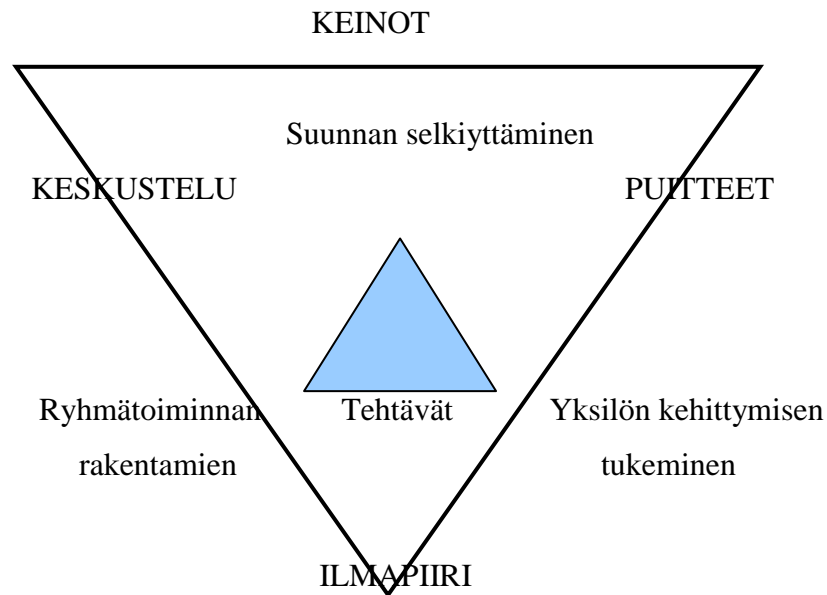 KEINOT
Suunnan selkiyttäminen
KESKUSTELU
PUITTEET
Ryhmätoiminnan
rakentamien
Tehtävät
Yksilön kehittymisen
tukeminen
ILMAPIIRI